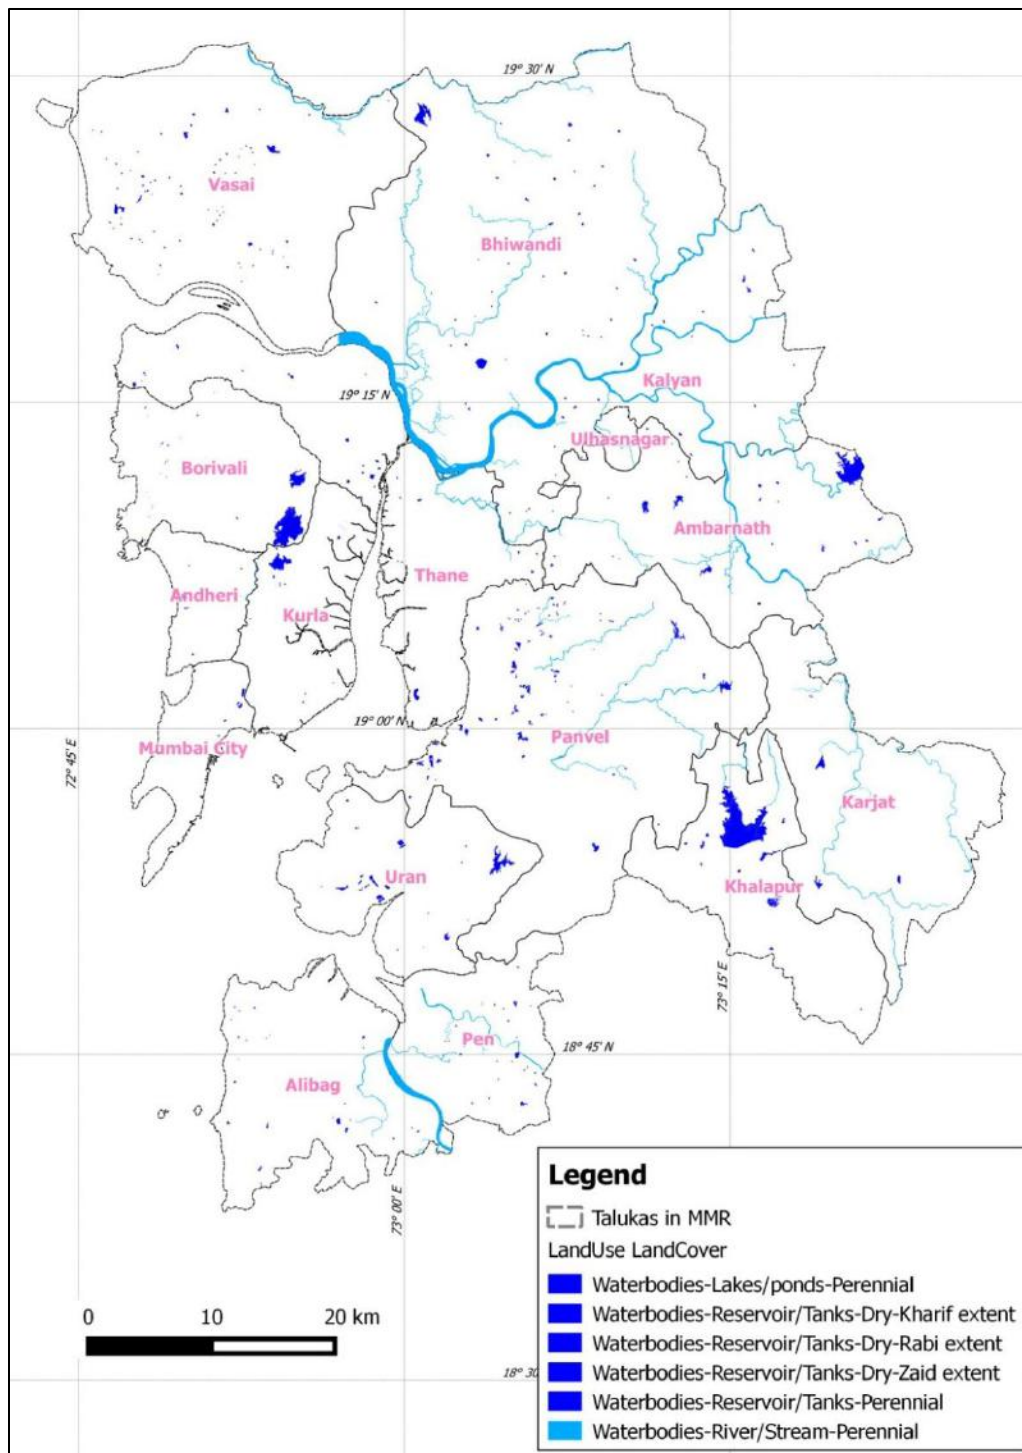 19° 30' N
Vasai
Bhiwandi
Kalyan
19° 15' N
Ulhasnagar
Borivali
Ambarnath
Thane
Andheri
Kurla
19° 00' N
Panvel
Mumbai City
72° 45' E
Karjat
Uran
Khalapur
73° 15' E
Pen
18° 45' N
Alibag
73° 00' E
Legend
Talukas in MMR
LandUse LandCover
Waterbodies-Lakes/ponds-Perennial
Waterbodies-Reservoir/Tanks-Dry-Kharif extent
Waterbodies-Reservoir/Tanks-Dry-Rabi extent
Waterbodies-Reservoir/Tanks-Dry-Zaid extent
Waterbodies-Reservoir/Tanks-Perennial
Waterbodies-River/Stream-Perennial
0 10 20 km
18° 30